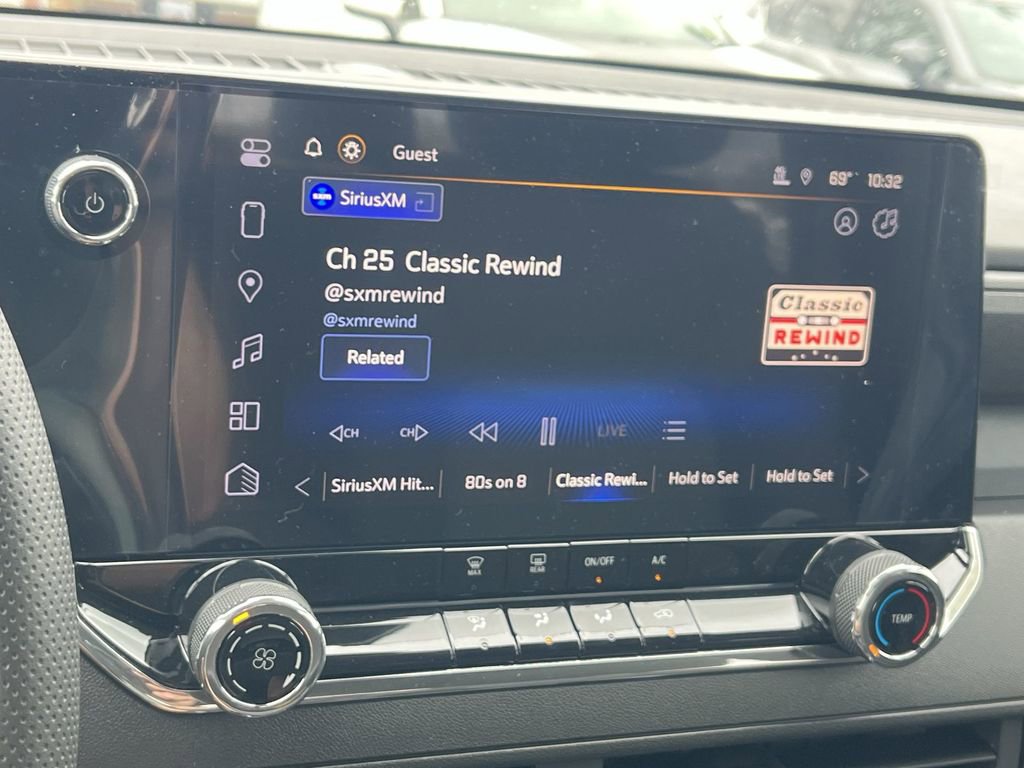 Guest
69° 10:32
sxm SiriusXM
Ch 25 Classic Rewind
@sxmrewind
@sxmrewind
Related
Classic
REWIND
CH CH LIVE
SiriusXM Hit... 80s on 8 Classic Rewi... Hold to Set Hold to Set
MAX REAR ON/OFF A/C
TEMP